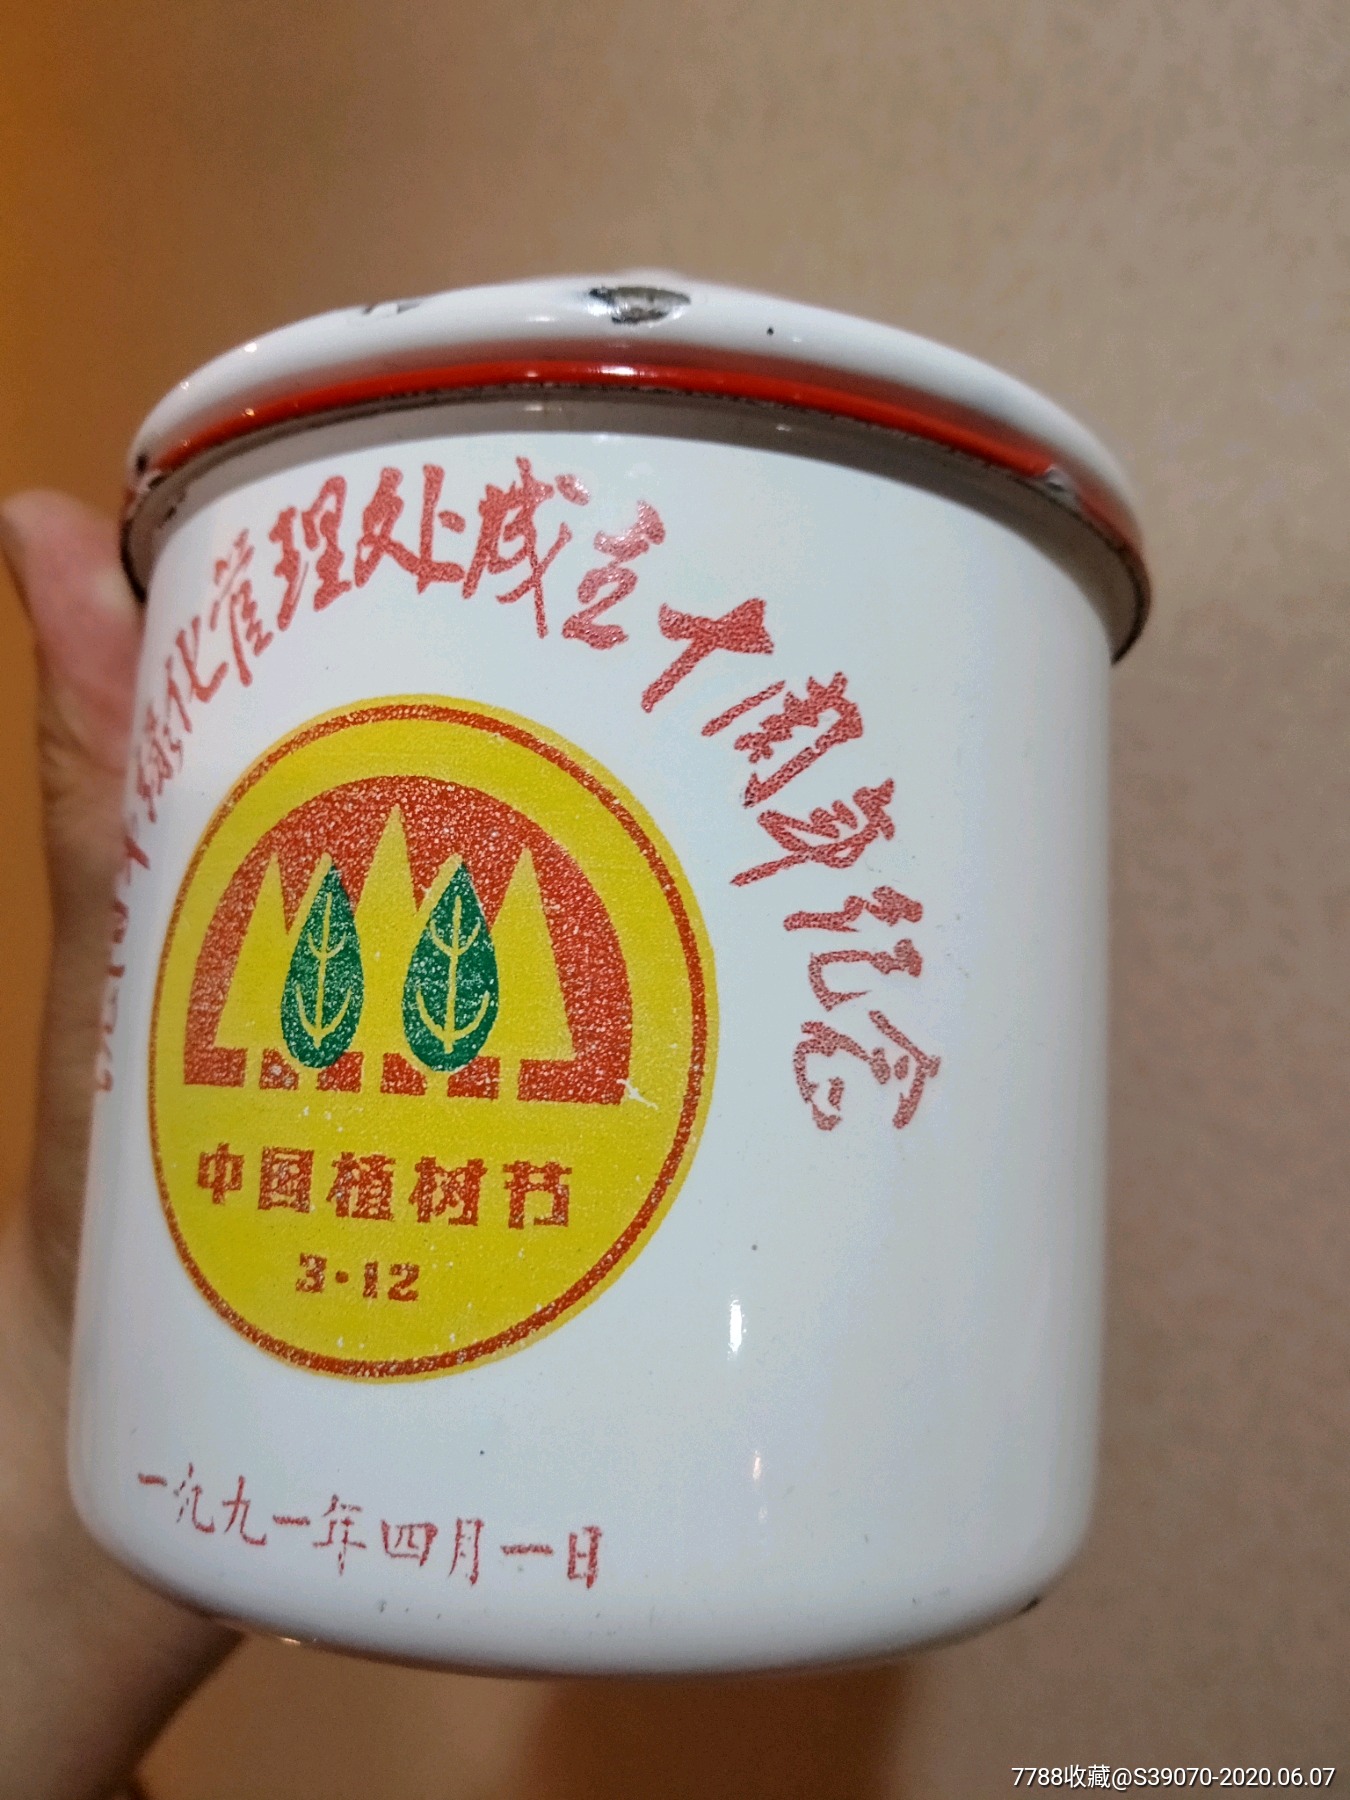 绿化管理处成立十周年纪念
中国植树节
3·12
一九九一年四月一日
7788收藏@S39070-2020.06.07